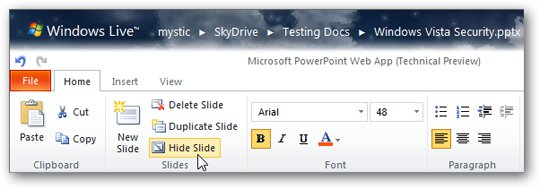 Windows Live™ mystic ▸ SkyDrive ▸ Testing Docs ▸ Windows Vista Security.pptx
Microsoft PowerPoint Web App (Technical Preview)
File Home Insert View
Paste
Cut
Copy
Clipboard
New Slide
Delete Slide
Duplicate Slide
Hide Slide
Slides
Arial 48
B I U A
Font
Paragraph